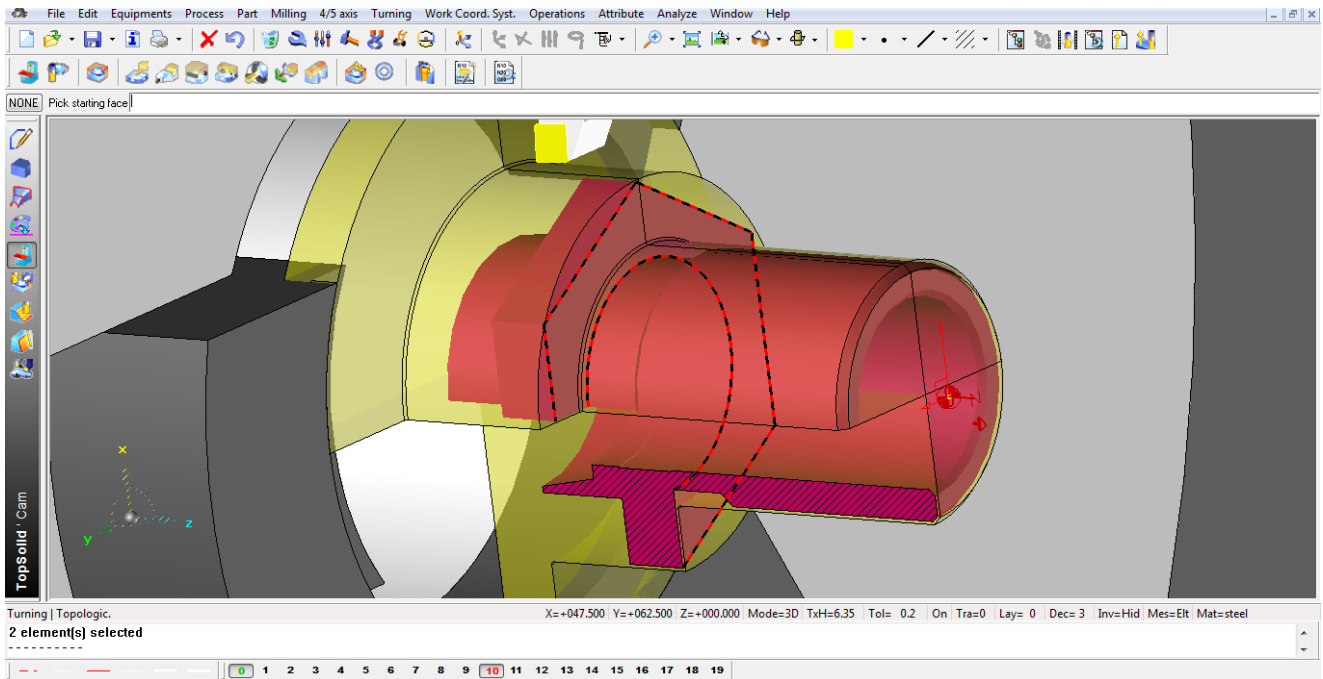 File Edit Equipments Process Part Milling 4/5 axis Turning Work Coord. Syst. Operations Attribute Analyze Window Help
NONE Pick starting face
x
y
z
TopSolid ' Cam
Turning | Topologic. X=+047.500 Y=+062.500 Z=+000.000 Mode=3D TxH=6.35 Tol= 0.2 On Tra=0 Lay= 0 Dec= 3 Inv=Hid Mes=Elt Mat=steel
2 element(s) selected
----------
0 1 2 3 4 5 6 7 8 9 10 11 12 13 14 15 16 17 18 19